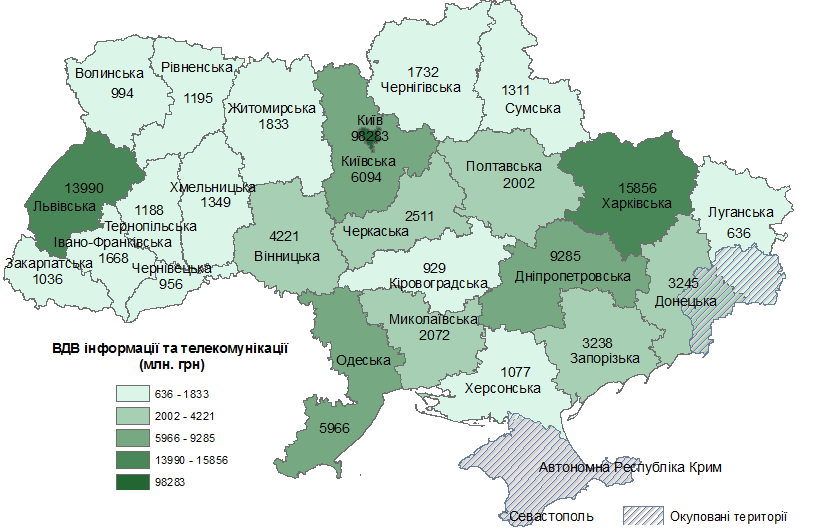 Волинська
994
Рівненська
1195
Житомирська
1833
1732
Чернігівська
1311
Сумська
Київ
98283
Київська
6094
Полтавська
2002
15856
Харківська
Луганська
636
13990
Львівська
Хмельницька
1349
1188
Тернопільська
Івано-Франківська
1668
Закарпатська
1036
Чернівецька
956
4221
Вінницька
2511
Черкаська
929
Кіровоградська
9285
Дніпропетровська
3245
Донецька
Миколаївська
2072
3238
Запорізька
Одеська
5966
1077
Херсонська
Автономна Республіка Крим
Севастополь
ВДВ інформації та телекомунікації
(млн. грн)
636 - 1833
2002 - 4221
5966 - 9285
13990 - 15856
98283
Окуповані території